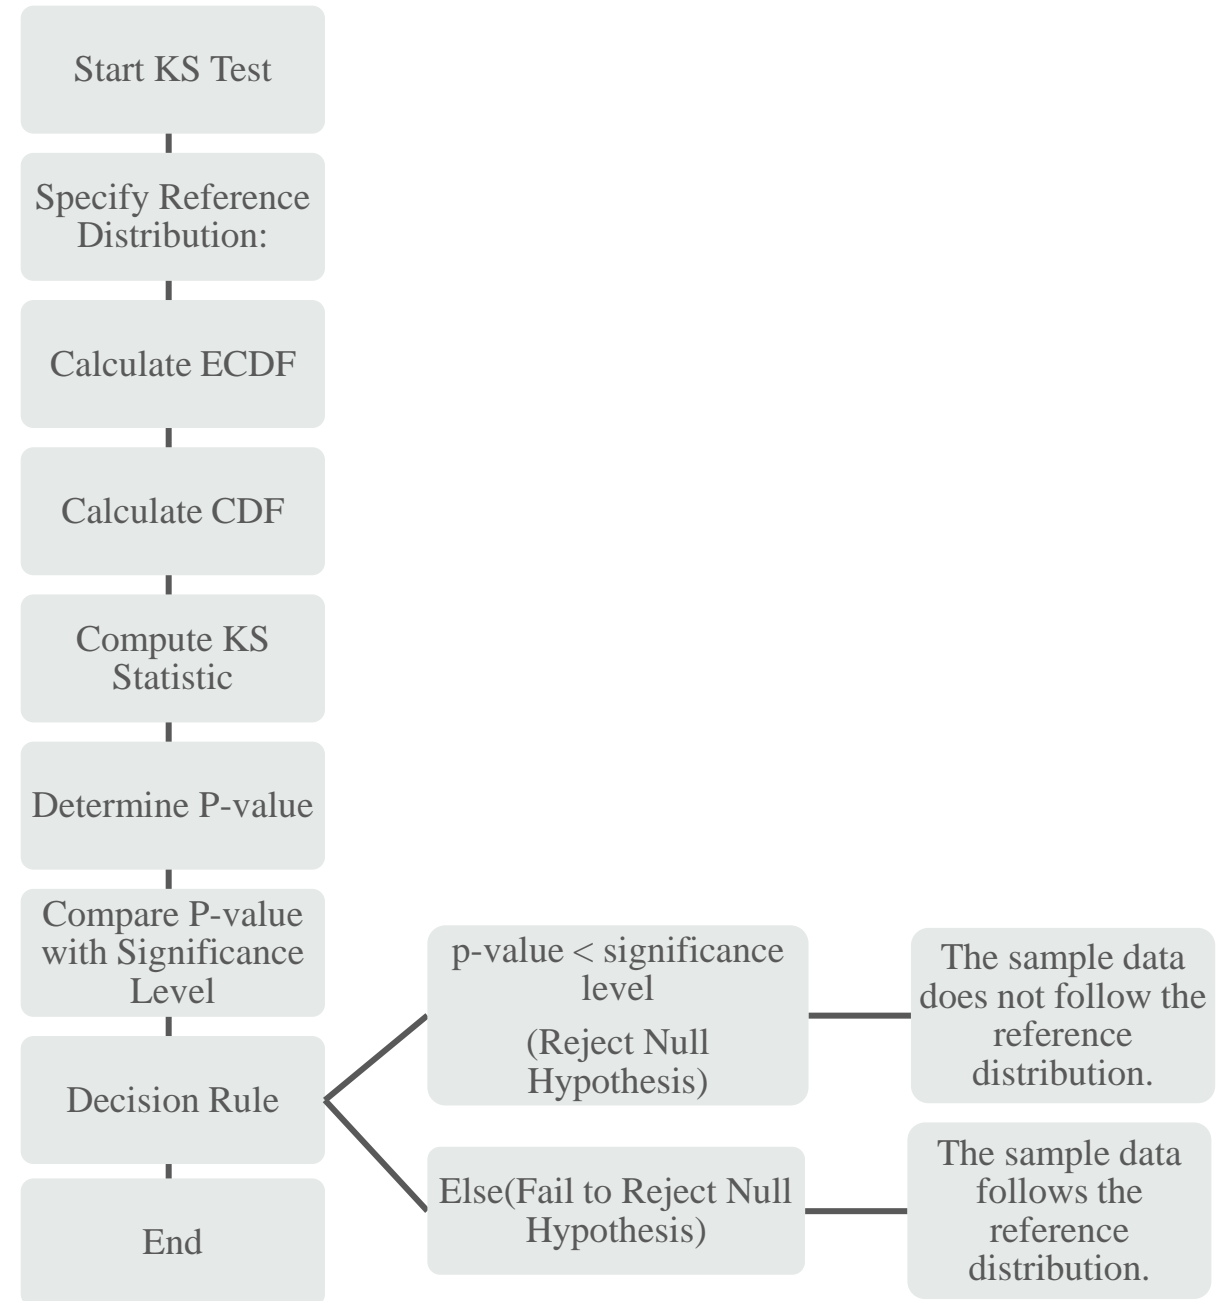 Start KS Test
Specify Reference
Distribution:
Calculate ECDF
Calculate CDF
Compute KS
Statistic
Determine P-value
Compare P-value
with Significance
Level
Decision Rule
p-value < significance
level
(Reject Null
Hypothesis)
The sample data
does not follow the
reference
distribution.
Else(Fail to Reject Null
Hypothesis)
The sample data
follows the
reference
distribution.
End